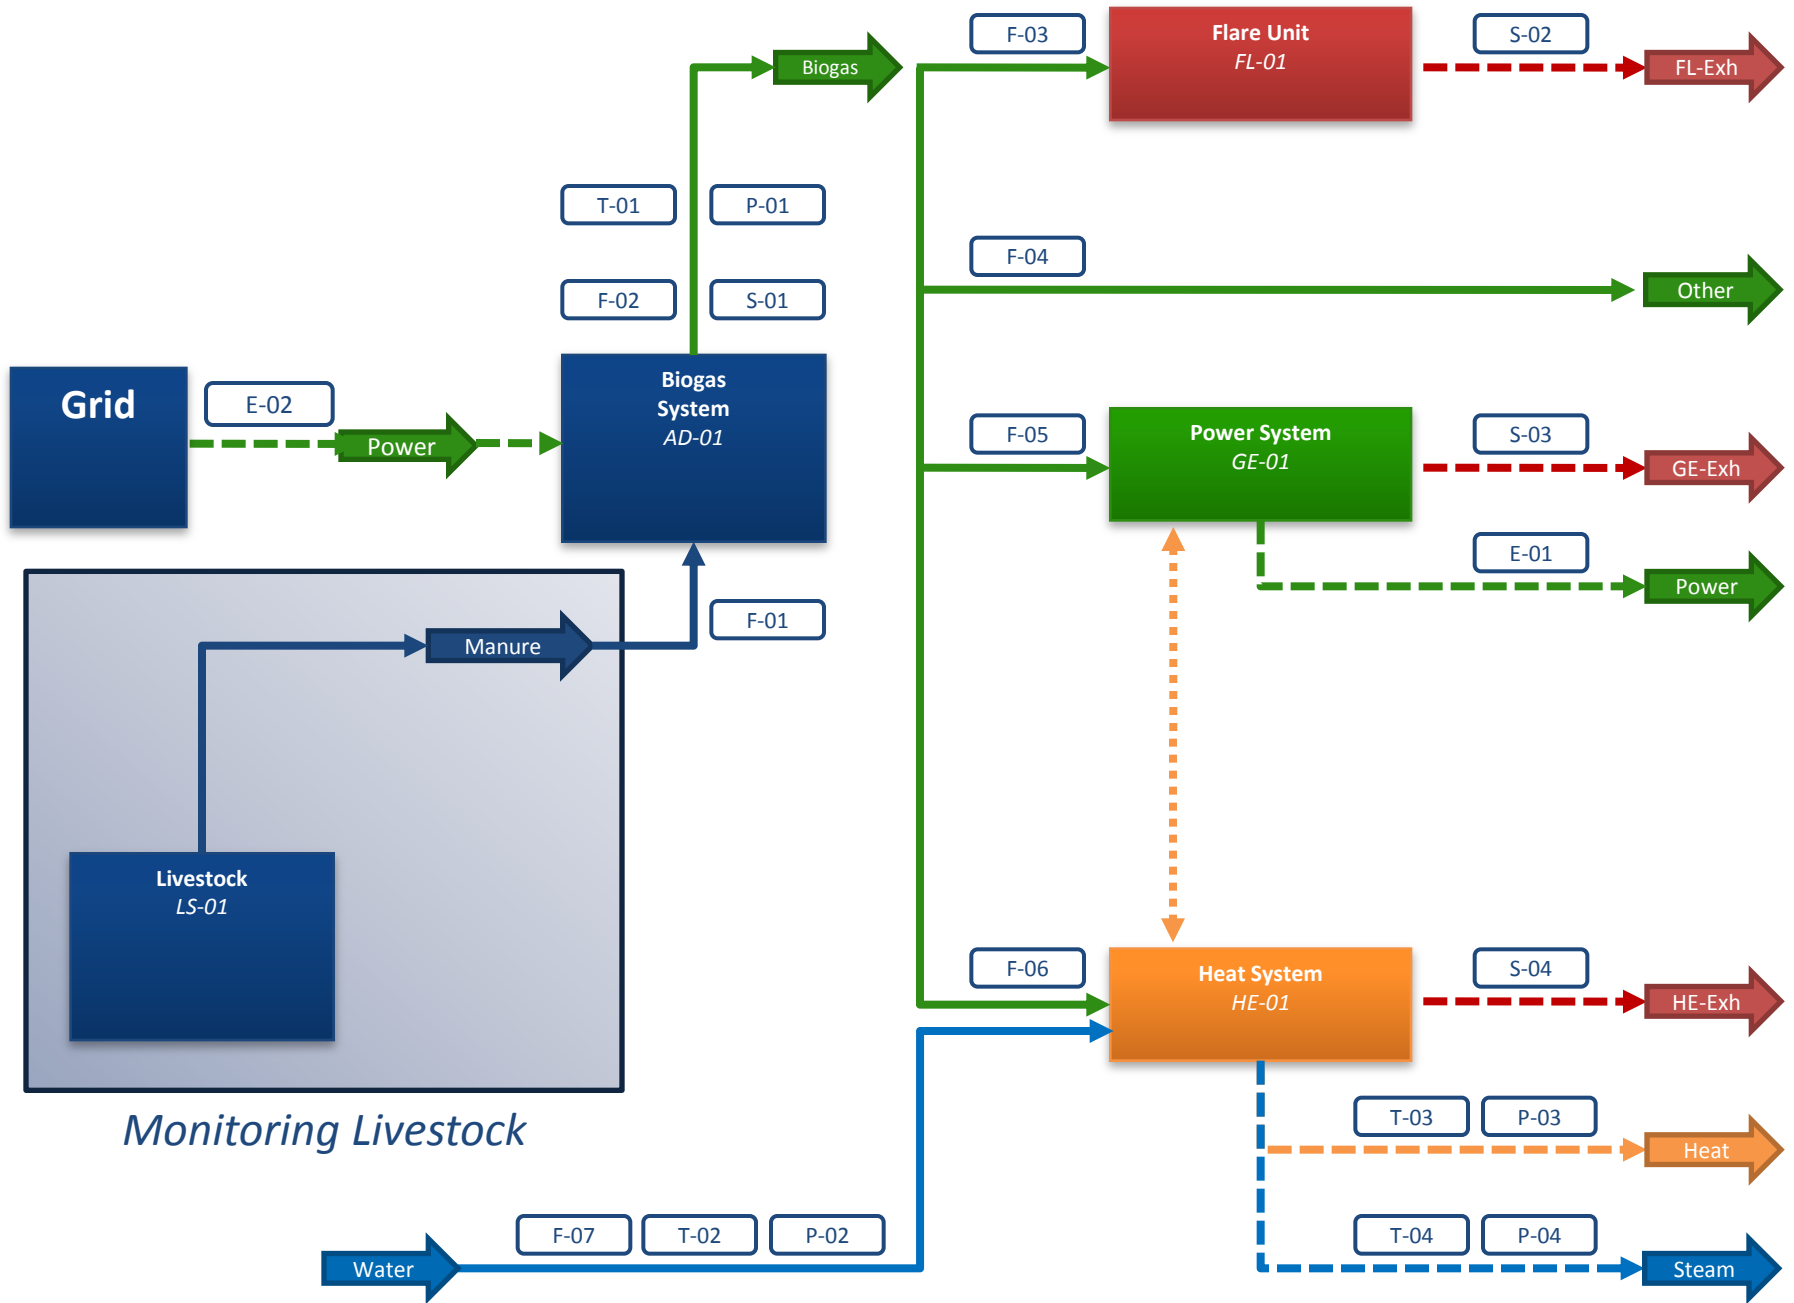 F-03
Flare Unit
FL-01
S-02
FL-Exh
Biogas
T-01
P-01
F-04
Other
F-02
S-01
Grid
E-02
Power
Biogas
System
AD-01
F-05
Power System
GE-01
S-03
GE-Exh
E-01
Power
F-01
Manure
Livestock
LS-01
Monitoring Livestock
F-06
Heat System
HE-01
S-04
HE-Exh
T-03
P-03
Heat
F-07
T-02
P-02
Water
T-04
P-04
Steam